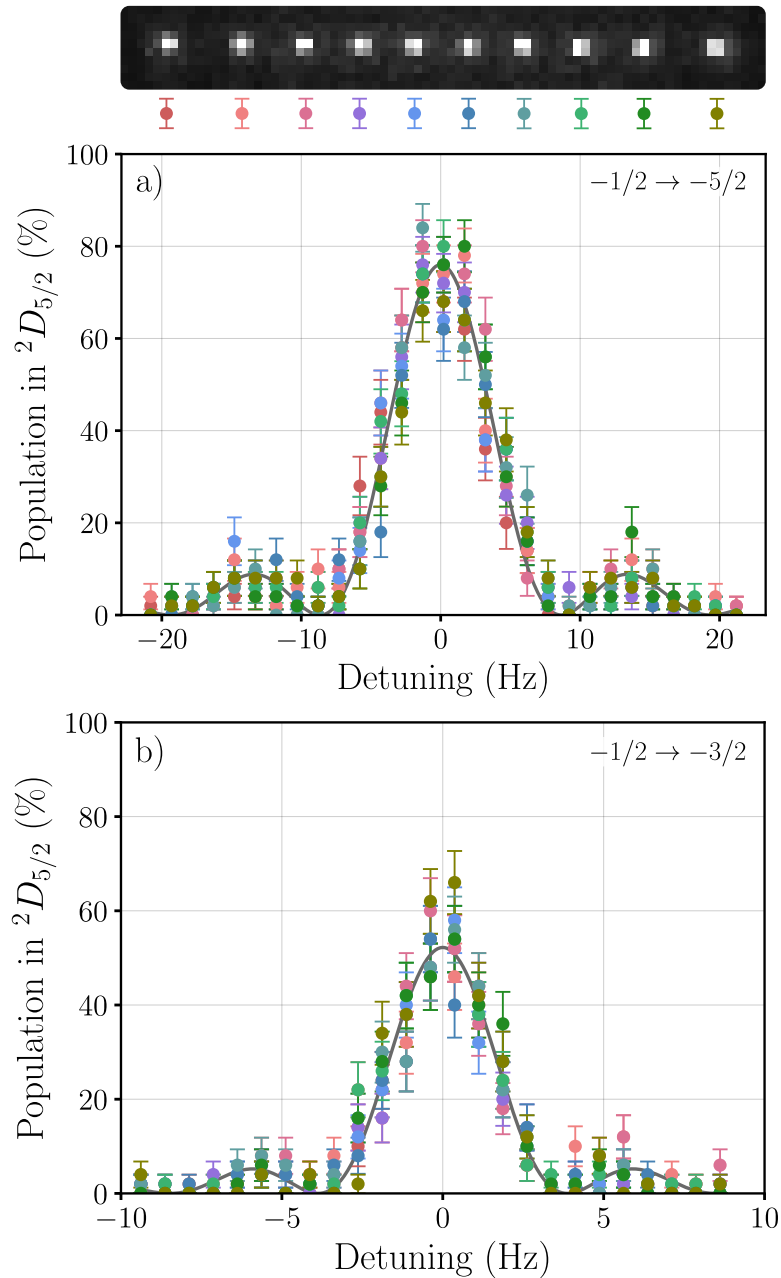 a)
−1/2 → −5/2
100
80
60
40
20
0
Population in ²D₅/₂ (%)
−20 −10 0 10 20
Detuning (Hz)
b)
−1/2 → −3/2
100
80
60
40
20
0
Population in ²D₅/₂ (%)
−10 −5 0 5 10
Detuning (Hz)